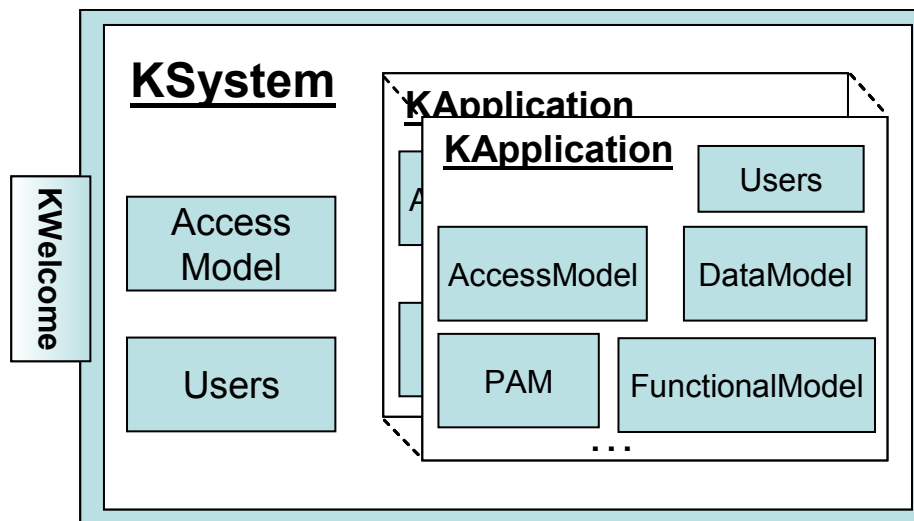 KSystem
KApplication
KApplication
Users
Access
Model
AccessModel
DataModel
KWelcome
Users
PAM
FunctionalModel
...